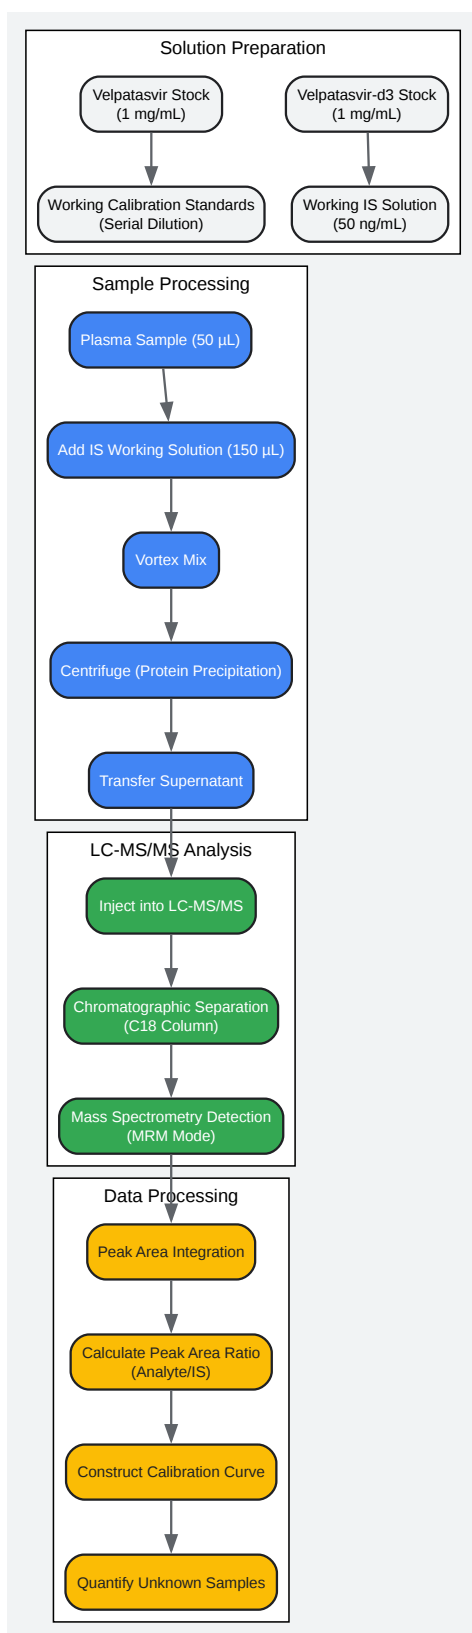 Solution Preparation
Velpatasvir Stock
(1 mg/mL)
Velpatasvir-d3 Stock
(1 mg/mL)
Working Calibration Standards
(Serial Dilution)
Working IS Solution
(50 ng/mL)
Sample Processing
Plasma Sample (50 µL)
Add IS Working Solution (150 µL)
Vortex Mix
Centrifuge (Protein Precipitation)
Transfer Supernatant
LC-MS/MS Analysis
Inject into LC-MS/MS
Chromatographic Separation
(C18 Column)
Mass Spectrometry Detection
(MRM Mode)
Data Processing
Peak Area Integration
Calculate Peak Area Ratio
(Analyte/IS)
Construct Calibration Curve
Quantify Unknown Samples